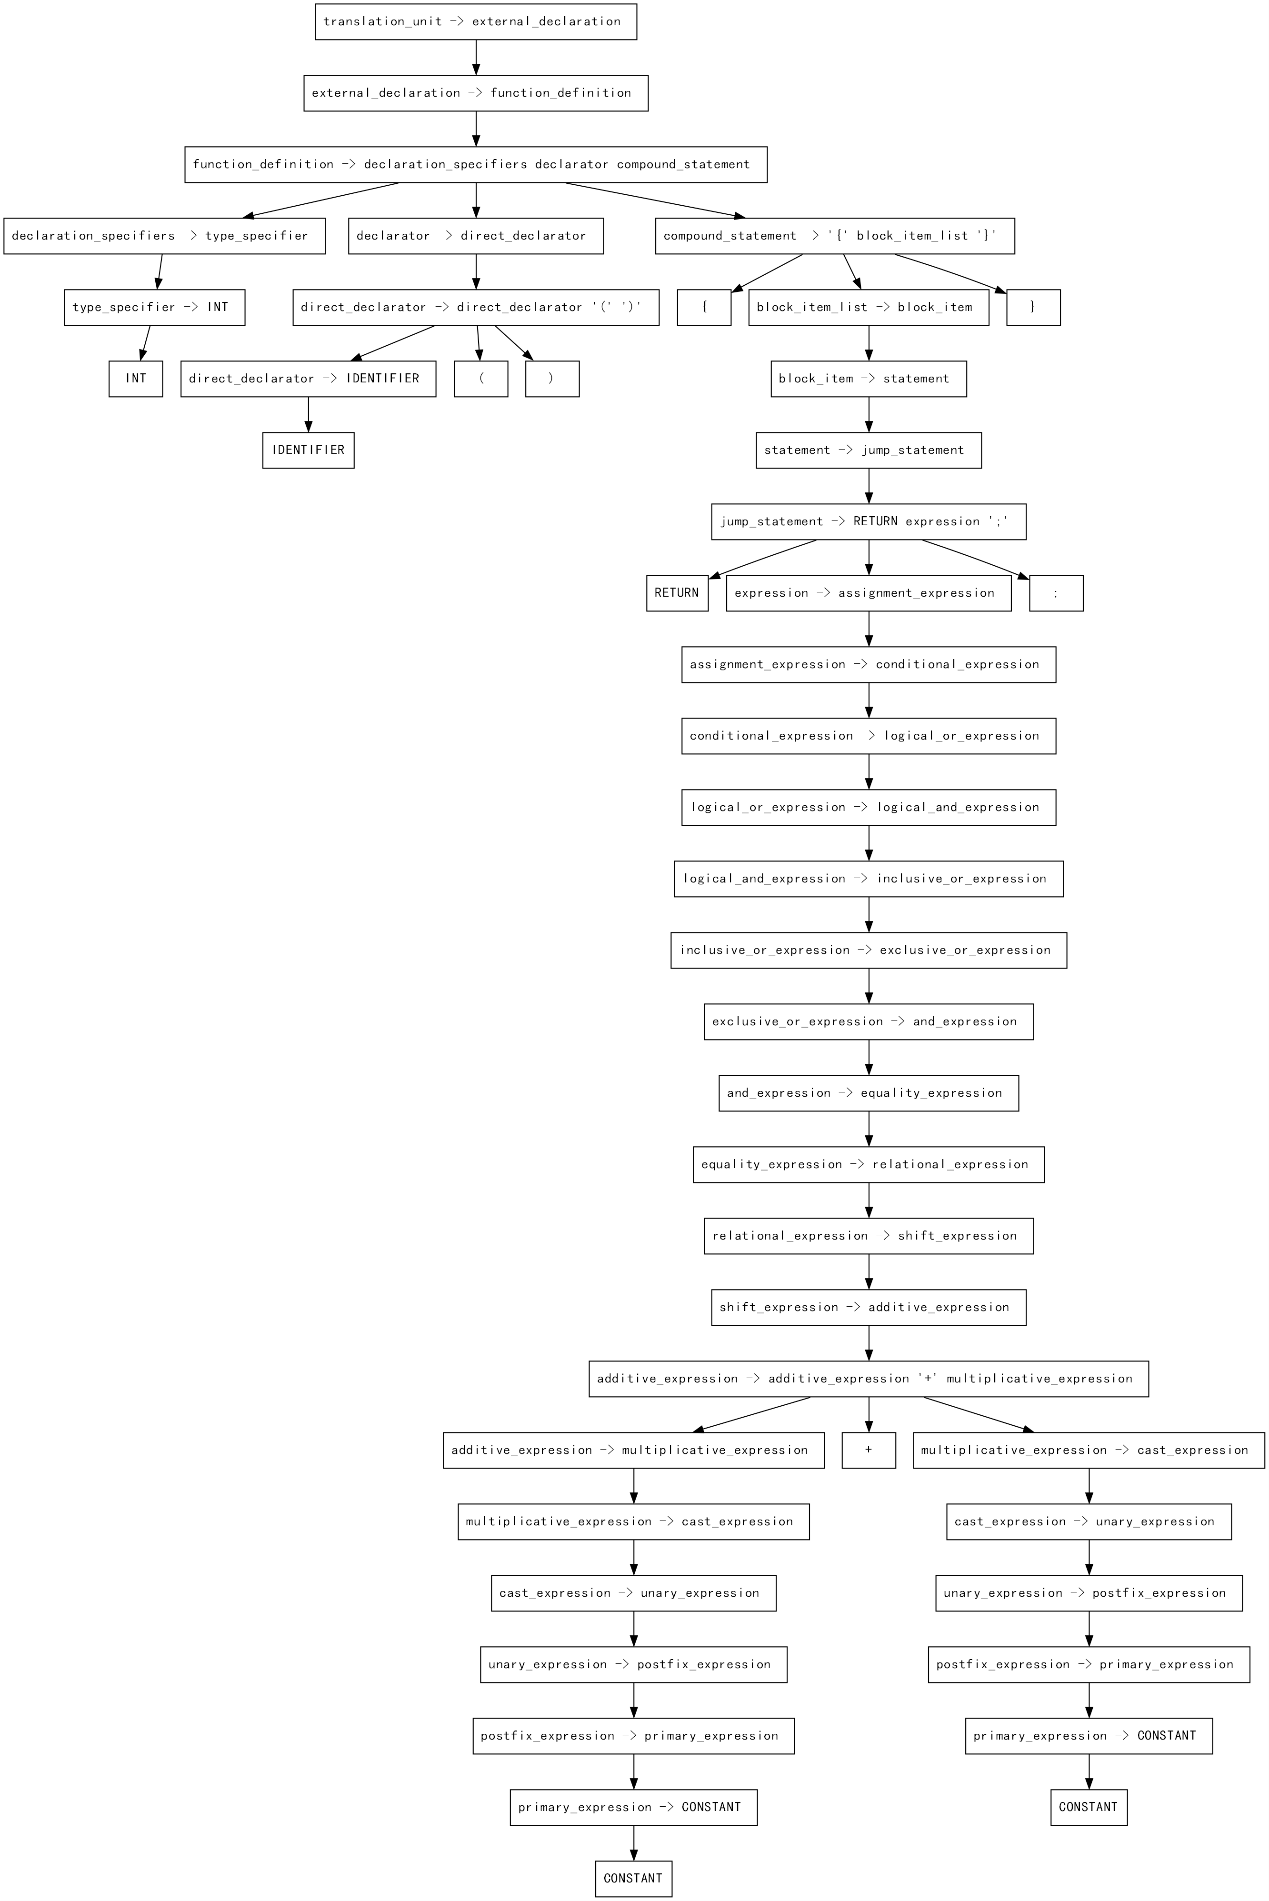 translation_unit -> external_declaration
external_declaration -> function_definition
function_definition -> declaration_specifiers declarator compound_statement
declaration_specifiers > type_specifier
declarator > direct_declarator
compound_statement > '{' block_item_list '}'
type_specifier -> INT
direct_declarator -> direct_declarator '(' ')'
{
block_item_list -> block_item
}
INT
direct_declarator -> IDENTIFIER
(
)
block_item -> statement
IDENTIFIER
statement -> jump_statement
jump_statement -> RETURN expression ';'
RETURN
expression -> assignment_expression
;
assignment_expression -> conditional_expression
conditional_expression > logical_or_expression
logical_or_expression -> logical_and_expression
logical_and_expression -> inclusive_or_expression
inclusive_or_expression -> exclusive_or_expression
exclusive_or_expression -> and_expression
and_expression -> equality_expression
equality_expression -> relational_expression
relational_expression > shift_expression
shift_expression -> additive_expression
additive_expression -> additive_expression '+' multiplicative_expression
additive_expression -> multiplicative_expression
+
multiplicative_expression -> cast_expression
multiplicative_expression -> cast_expression
cast_expression -> unary_expression
cast_expression -> unary_expression
unary_expression -> postfix_expression
unary_expression -> postfix_expression
postfix_expression -> primary_expression
postfix_expression > primary_expression
primary_expression -> CONSTANT
primary_expression -> CONSTANT
CONSTANT
CONSTANT